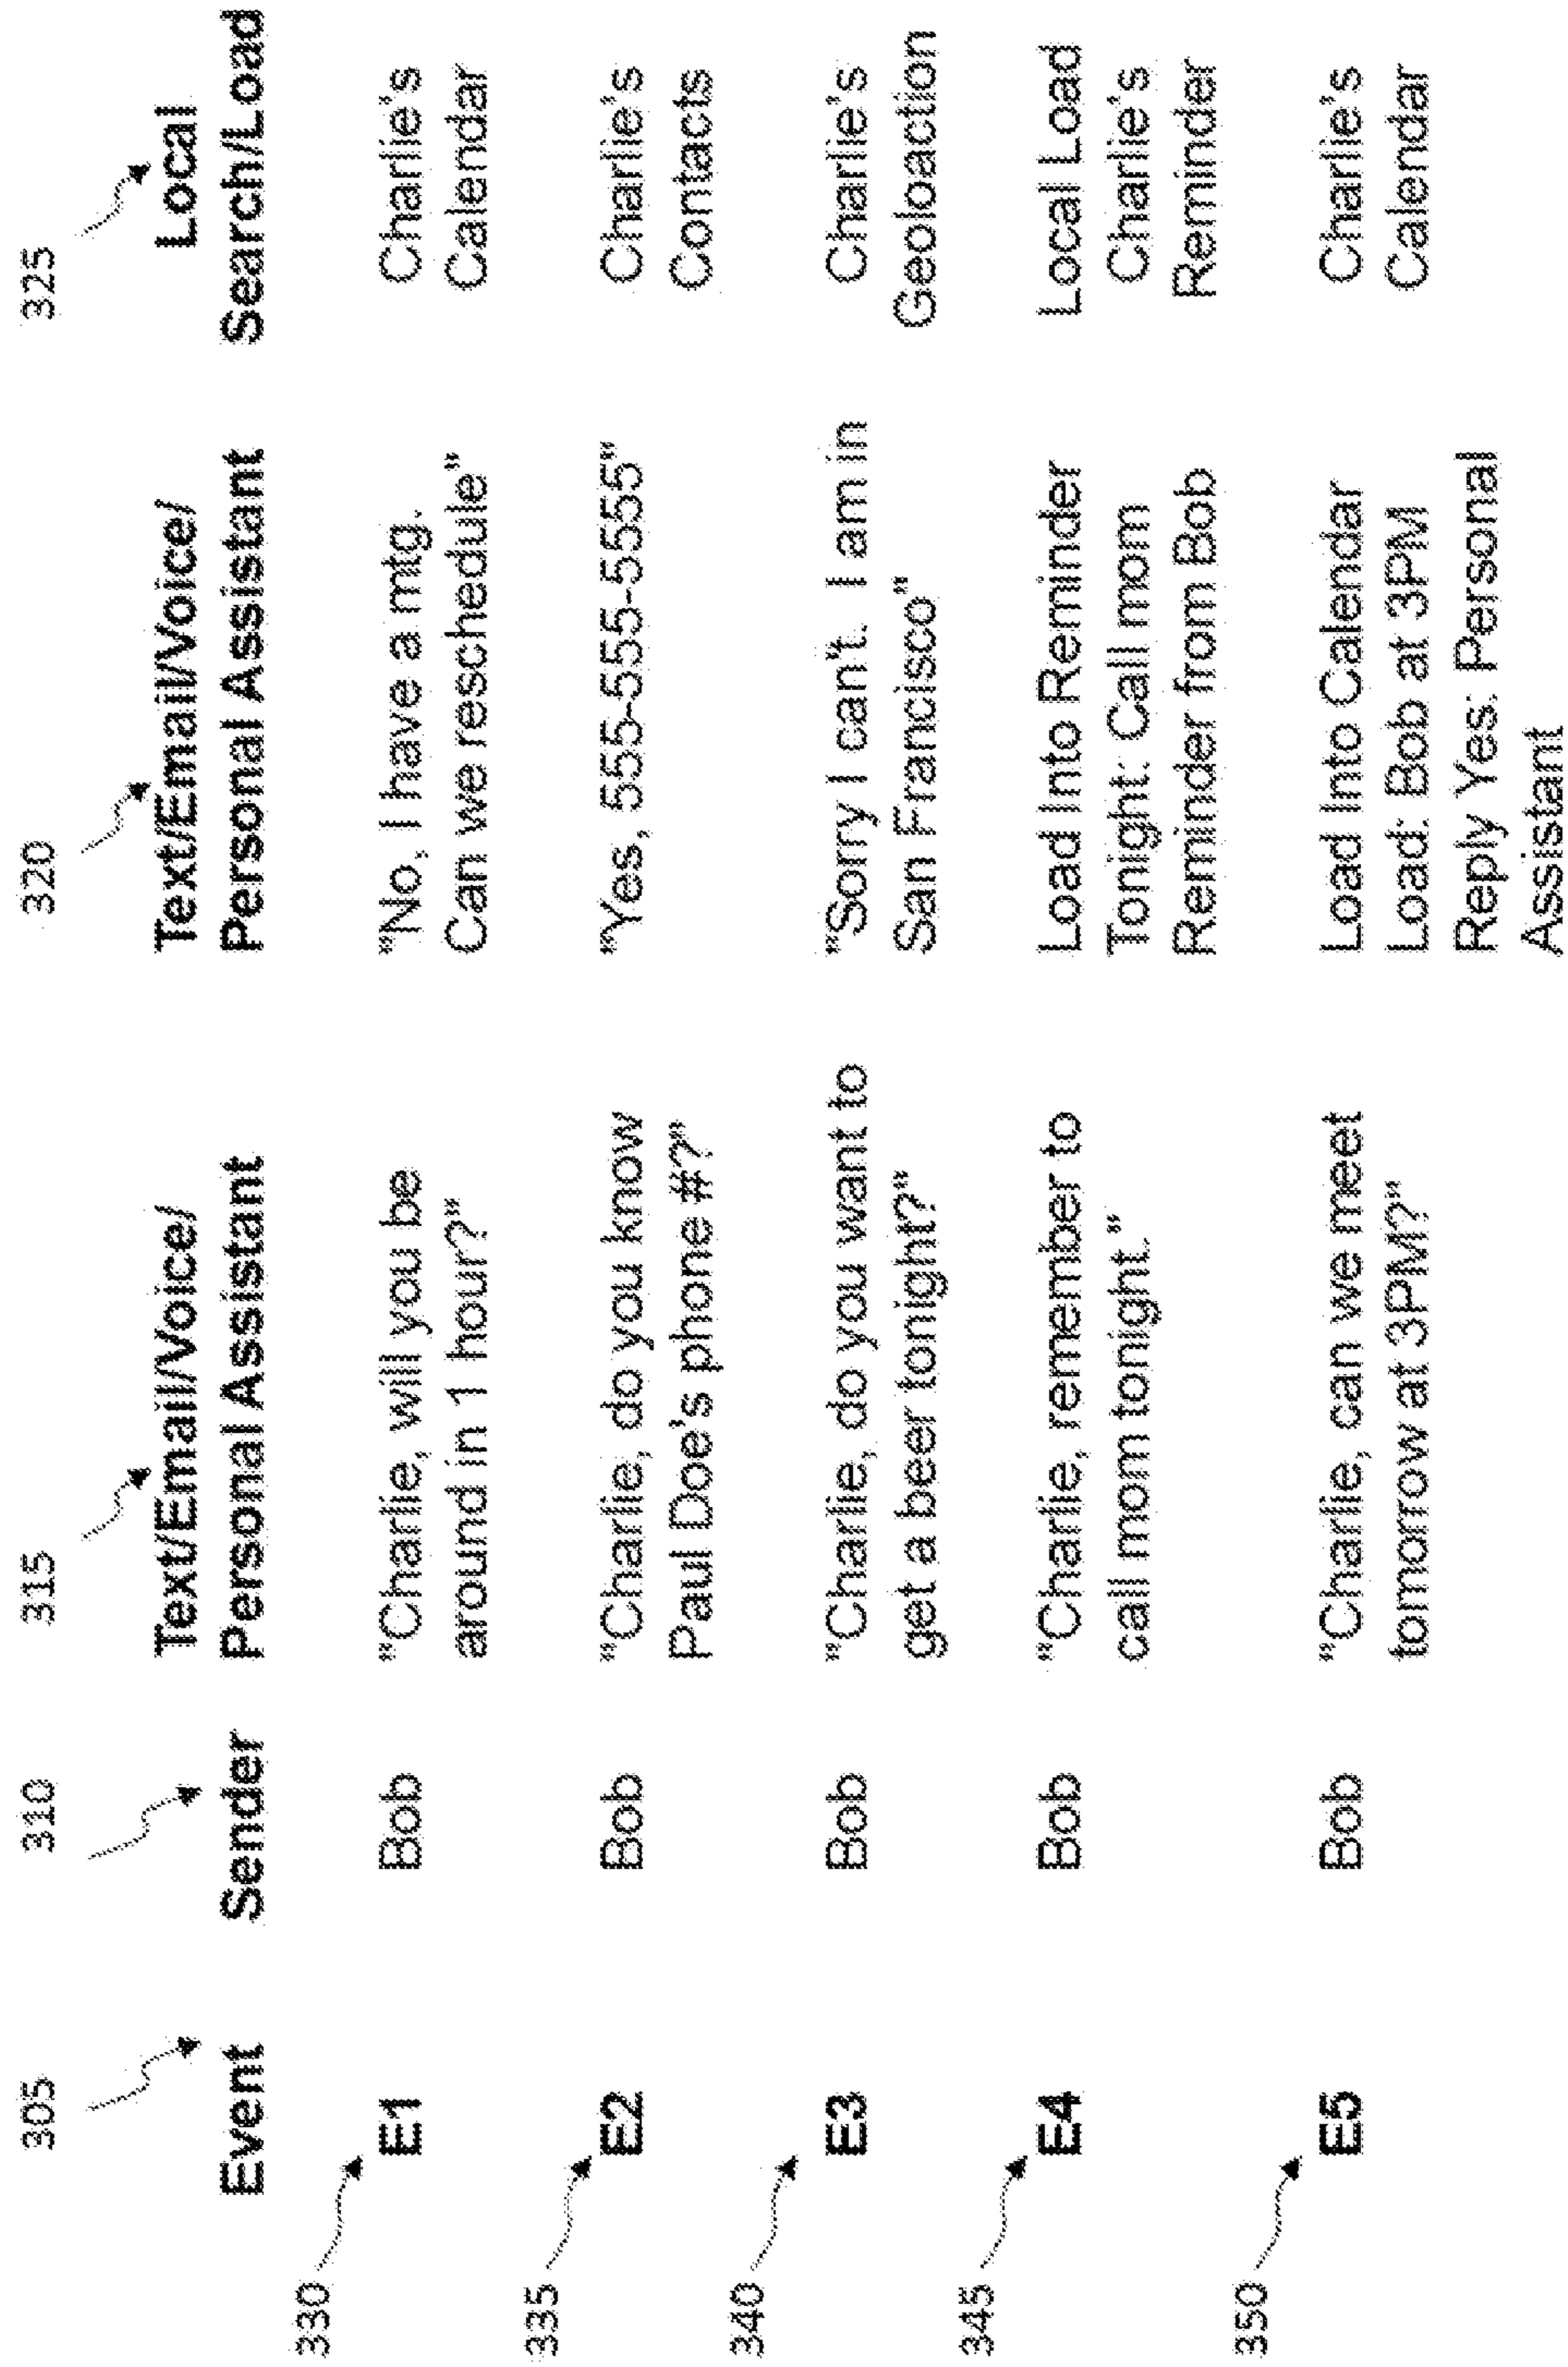 305 310 315 320 325
Text/Email/Voice/ Text/Email/Voice/ Local
Event Sender Personal Assistant Personal Assistant Search/Load
330 E1 Bob "Charlie, will you be "No, I have a mtg. Charlie's
around in 1 hour?" Can we reschedule" Calendar
335 E2 Bob "Charlie, do you know "Yes, 555-555-5555" Charlie's
Paul Doe's phone #?" Contacts
340 E3 Bob "Charlie, do you want to "Sorry I can't. I am in Charlie's
get a beer tonight?" San Francisco" Geoloaction
345 E4 Bob "Charlie, remember to Load Into Reminder Local Load
call mom tonight." Tonight: Call mom Charlie's
Reminder from Bob Reminder
350 E5 Bob "Charlie, can we meet Load Into Calendar Charlie's
tomorrow at 3PM?" Load: Bob at 3PM Calendar
Reply Yes: Personal
Assistant